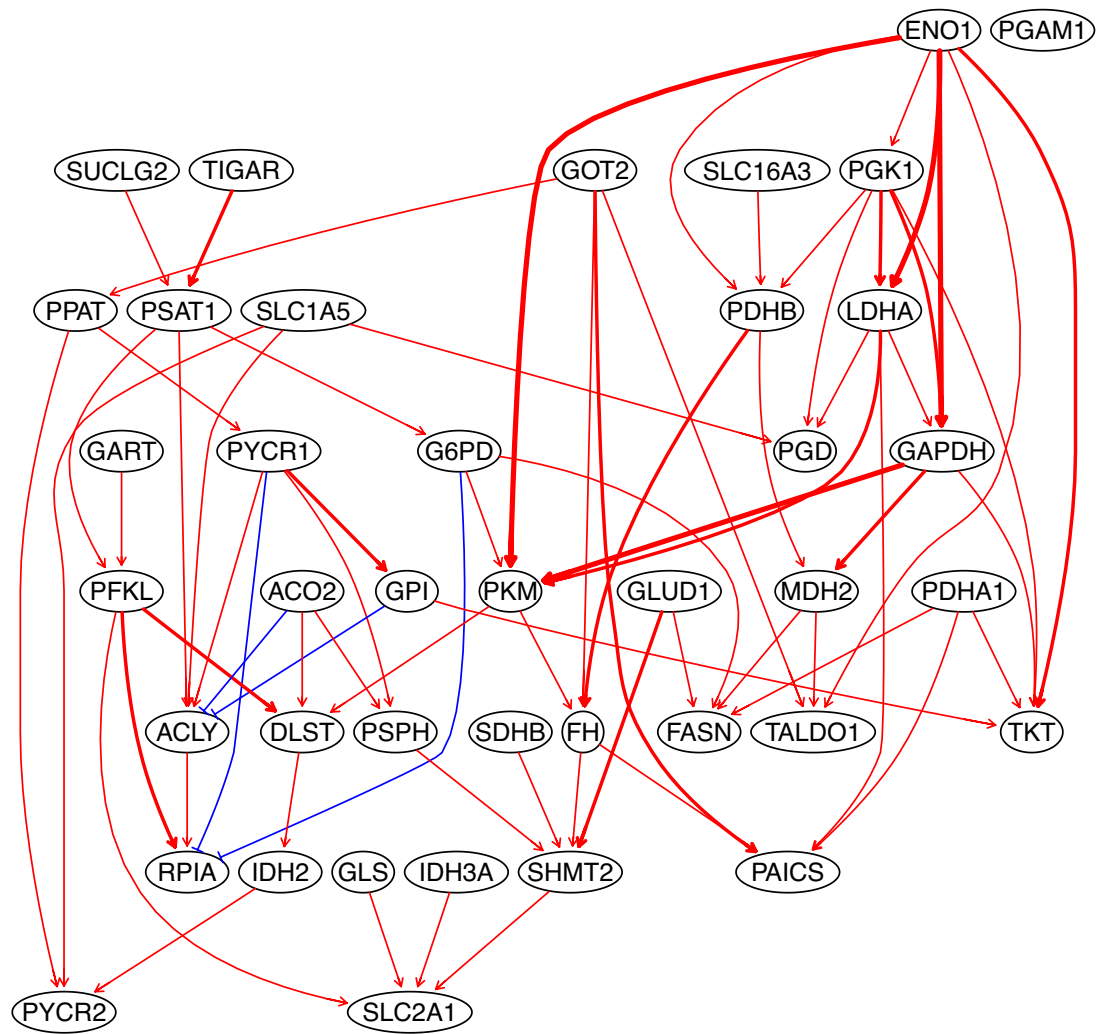 ENO1 PGAM1
SUCLG2 TIGAR GOT2 SLC16A3 PGK1
PPAT PSAT1 SLC1A5 PDHB LDHA
GART PYCR1 G6PD PGD GAPDH
PFKL ACO2 GPI PKM GLUD1 MDH2 PDHA1
ACLY DLST PSPH SDHB FH FASN TALDO1 TKT
RPIA IDH2 GLS IDH3A SHMT2 PAICS
PYCR2 SLC2A1